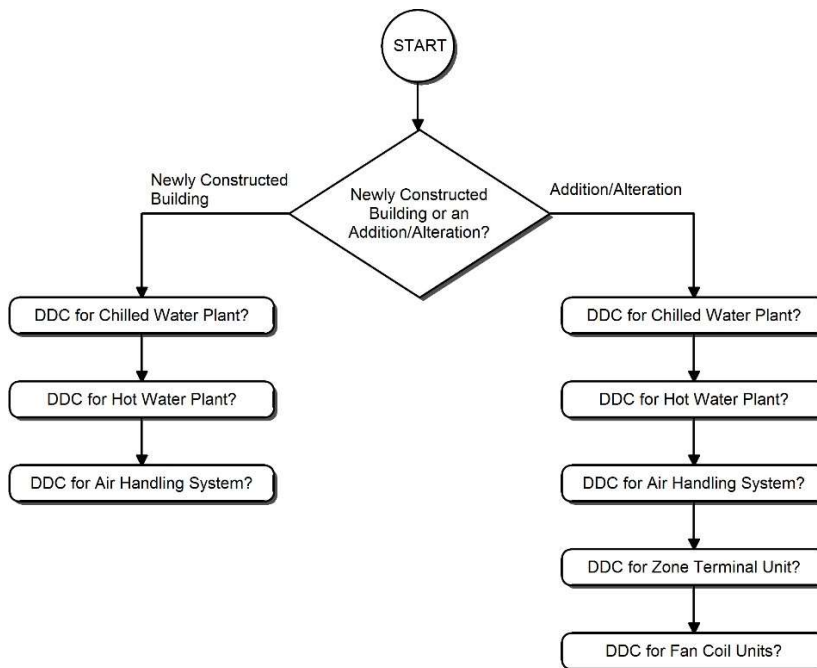 START
Newly Constructed
Building
Newly Constructed
Building or an
Addition/Alteration?
Addition/Alteration
DDC for Chilled Water Plant?
DDC for Hot Water Plant?
DDC for Air Handling System?
DDC for Chilled Water Plant?
DDC for Hot Water Plant?
DDC for Air Handling System?
DDC for Zone Terminal Unit?
DDC for Fan Coil Units?